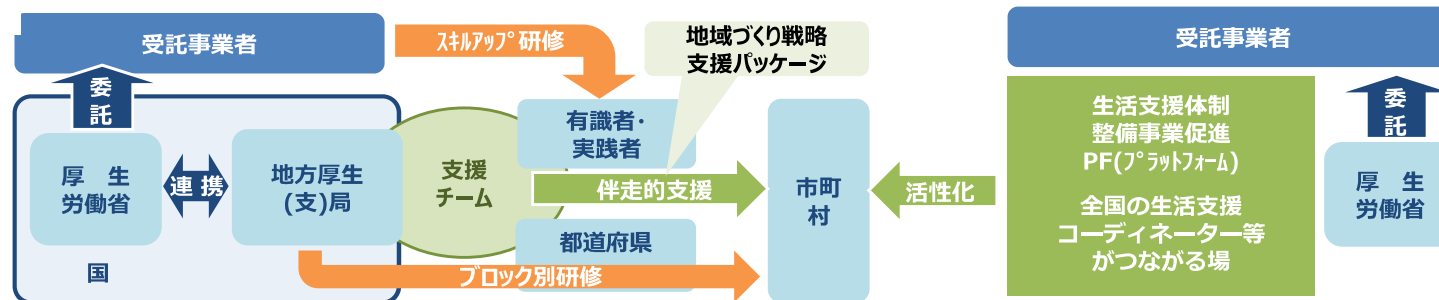 受託事業者
ｽｷﾙｱｯﾌﾟ研修
地域づくり戦略
支援パッケージ
委
託
有識者・
実践者
厚　生
労働省
連 携
地方厚生
(支)局
支援
チーム
伴走的支援
都道府県
市町
村
国
ブロック別研修
受託事業者
生活支援体制
整備事業促進
PF(ﾌﾟﾗｯﾄﾌｫｰﾑ)
活性化
全国の生活支援
コーディネーター等
がつながる場
委
託
厚　生
労働省